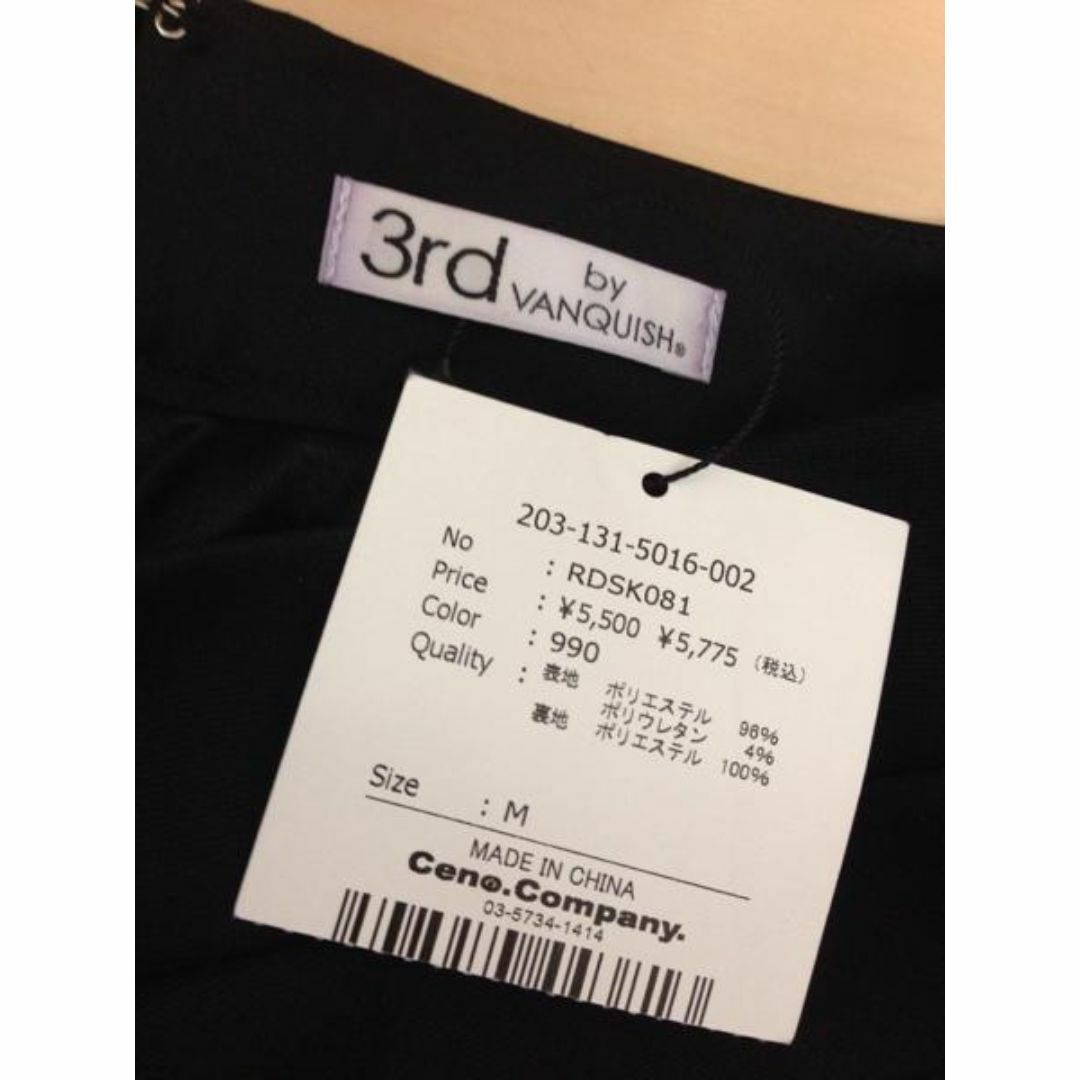 3rd by
VANQUISH®
203-131-5016-002
No : RDSK081
Price : ¥5,500 ¥5,775 (税込)
Color : 990
Quality : 表地 ポリエステル 96%
ポリウレタン 4%
裏地 ポリエステル 100%
Size : M
MADE IN CHINA
Ceno.Company.
03-5734-1414